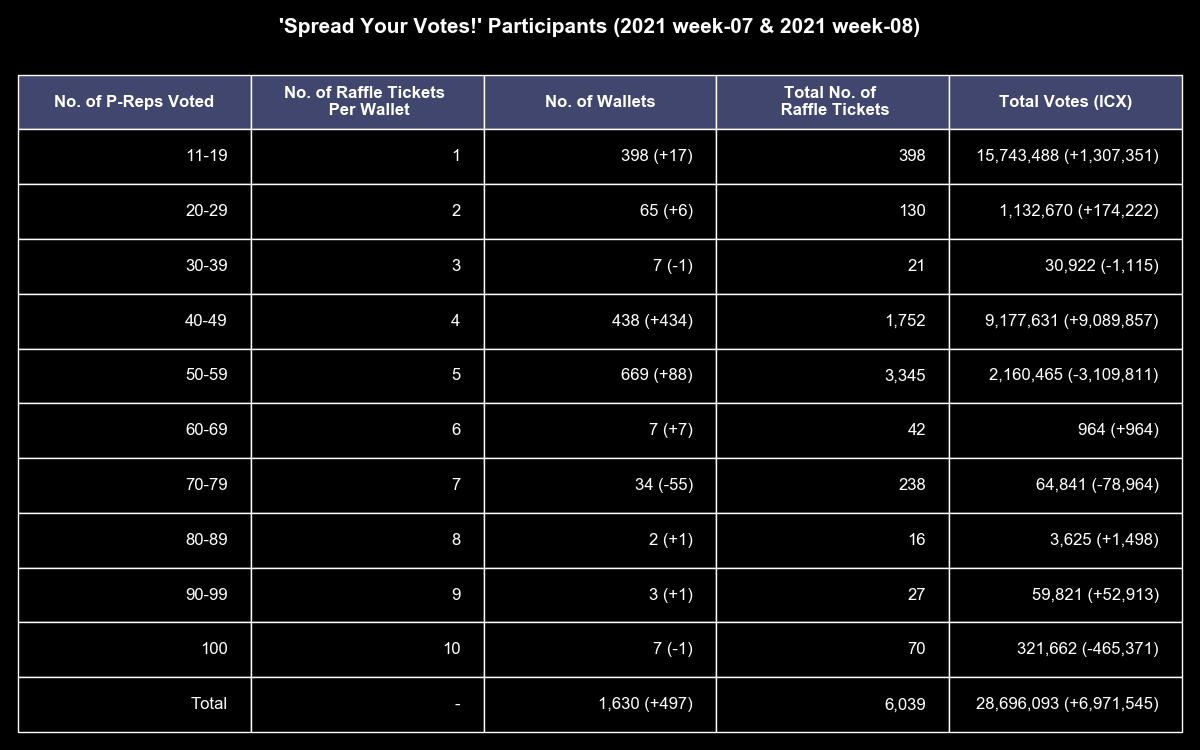 'Spread Your Votes!' Participants (2021 week-07 & 2021 week-08)
No. of P-Reps Voted No. of Raffle Tickets Per Wallet No. of Wallets Total No. of Raffle Tickets Total Votes (ICX)
11-19 1 398 (+17) 398 15,743,488 (+1,307,351)
20-29 2 65 (+6) 130 1,132,670 (+174,222)
30-39 3 7 (-1) 21 30,922 (-1,115)
40-49 4 438 (+434) 1,752 9,177,631 (+9,089,857)
50-59 5 669 (+88) 3,345 2,160,465 (-3,109,811)
60-69 6 7 (+7) 42 964 (+964)
70-79 7 34 (-55) 238 64,841 (-78,964)
80-89 8 2 (+1) 16 3,625 (+1,498)
90-99 9 3 (+1) 27 59,821 (+52,913)
100 10 7 (-1) 70 321,662 (-465,371)
Total - 1,630 (+497) 6,039 28,696,093 (+6,971,545)